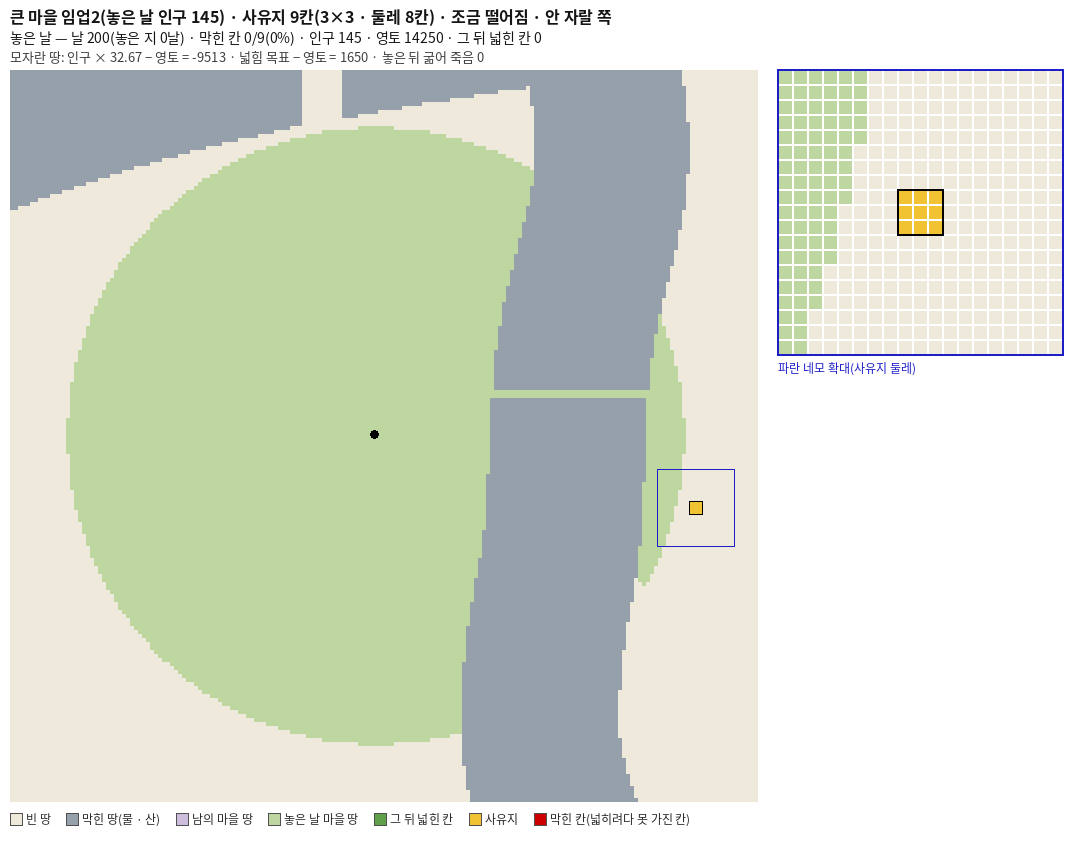 큰 마을 임업2(놓은 날 인구 145) · 사유지 9칸(3×3 · 둘레 8칸) · 조금 떨어짐 · 안 자랄 쪽
놓은 날 — 날 200(놓은 지 0날) · 막힌 칸 0/9(0%) · 인구 145 · 영토 14250 · 그 뒤 넓힌 칸 0
모자란 땅: 인구 × 32.67 − 영토 = -9513 · 넓힘 목표 − 영토 = 1650 · 놓은 뒤 굶어 죽음 0
파란 네모 확대(사유지 둘레)
빈 땅 막힌 땅(물 · 산) 남의 마을 땅 놓은 날 마을 땅 그 뒤 넓힌 칸 사유지 막힌 칸(넓히려다 못 가진 칸)